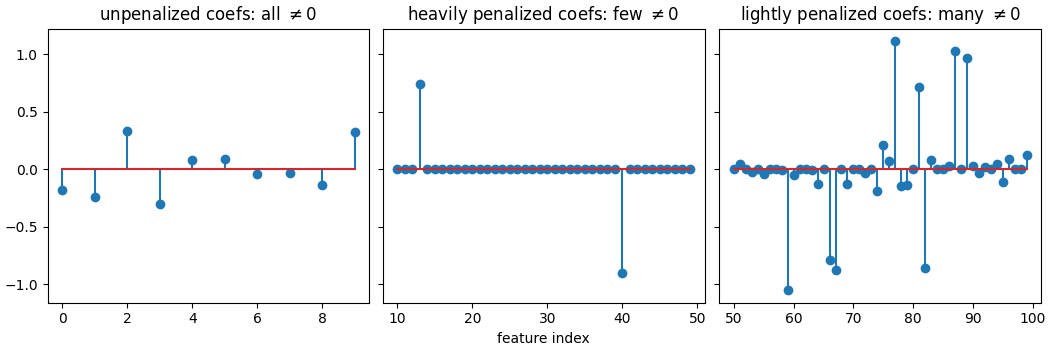 unpenalized coefs: all ≠0
heavily penalized coefs: few ≠0
lightly penalized coefs: many ≠0
1.0
0.5
0.0
−0.5
−1.0
0 2 4 6 8
10 20 30 40 50
50 60 70 80 90 100
feature index